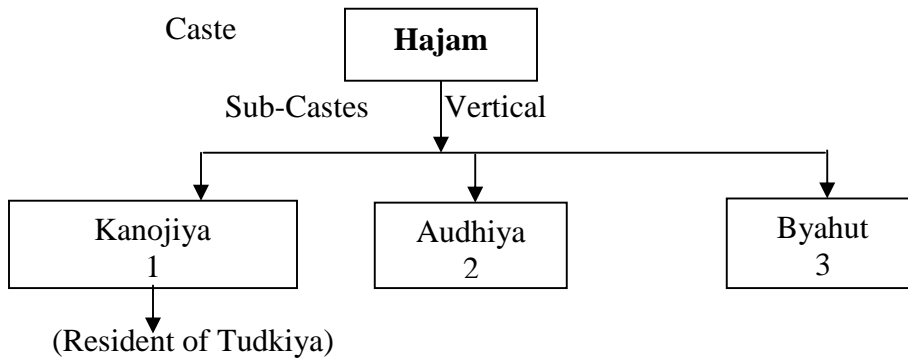 Caste
Hajam
Sub-Castes Vertical
Kanojiya
1
Audhiya
2
Byahut
3
(Resident of Tudkiya)